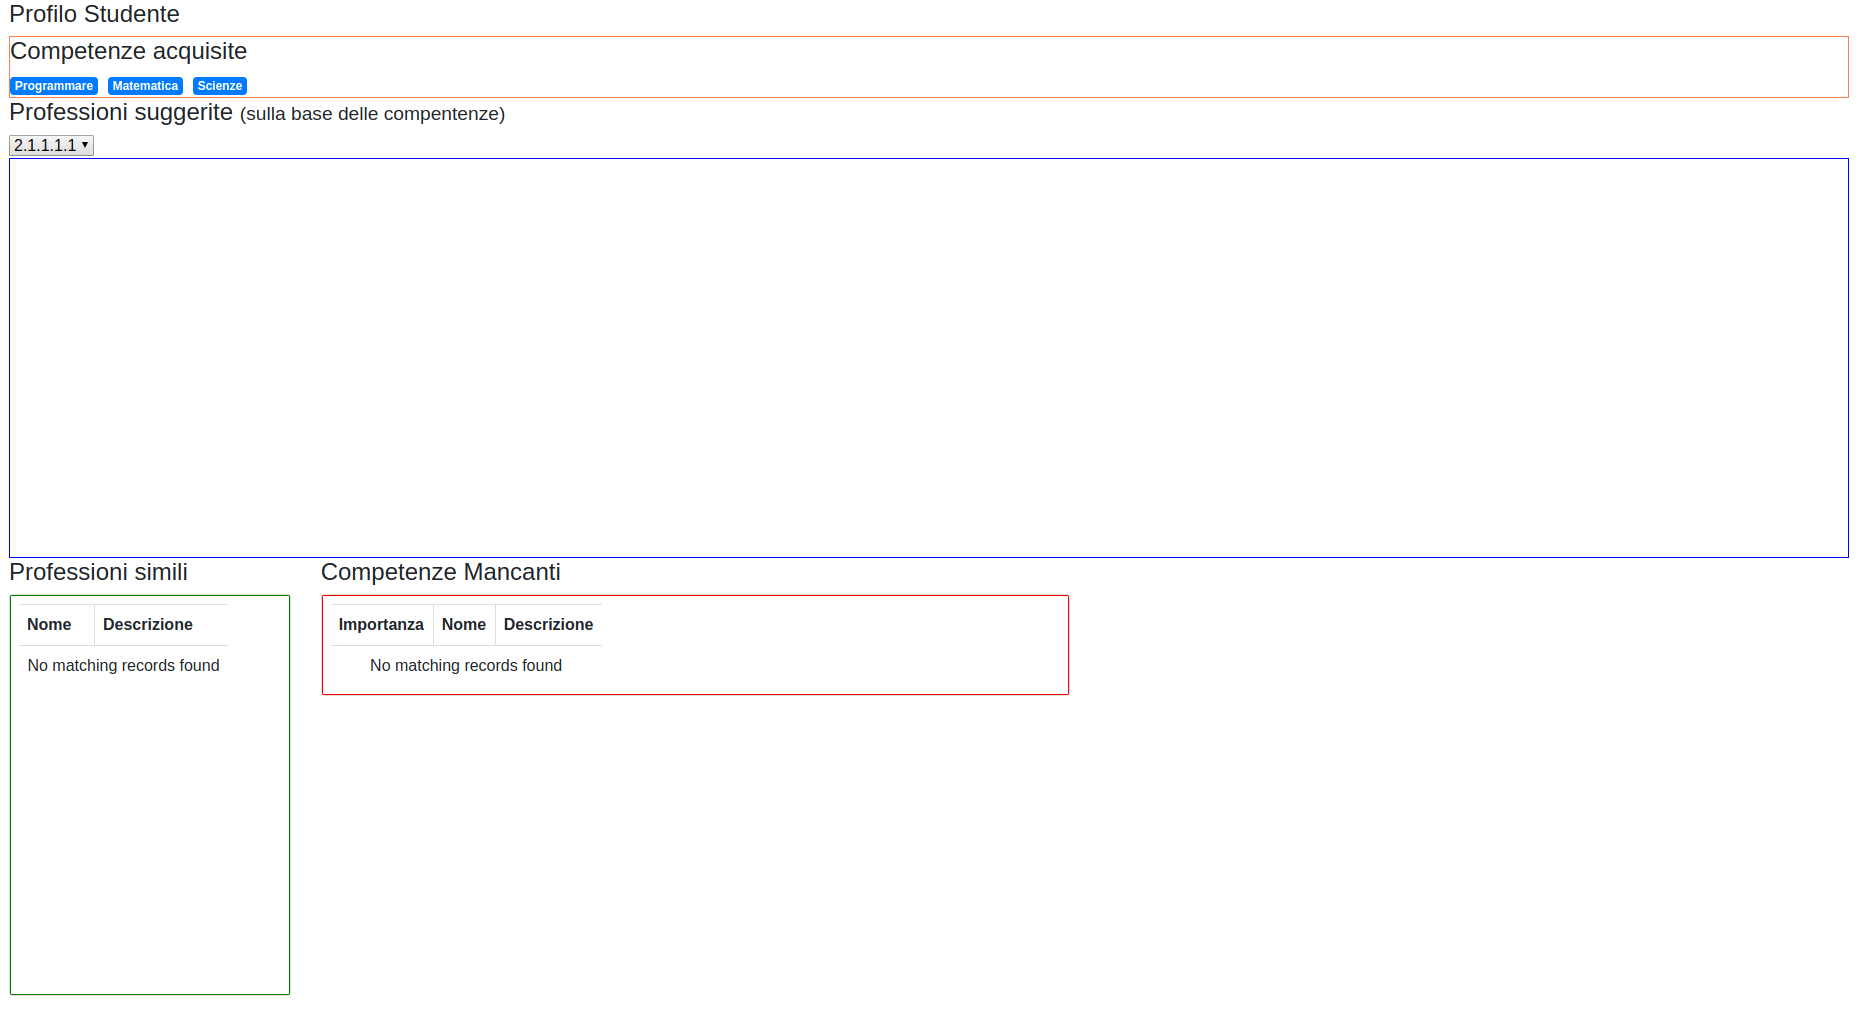 Profilo Studente
Competenze acquisite
Programmare Matematica Scienze
Professioni suggerite (sulla base delle compentenze)
2.1.1.1.1
Professioni simili
Nome Descrizione
No matching records found
Competenze Mancanti
Importanza Nome Descrizione
No matching records found